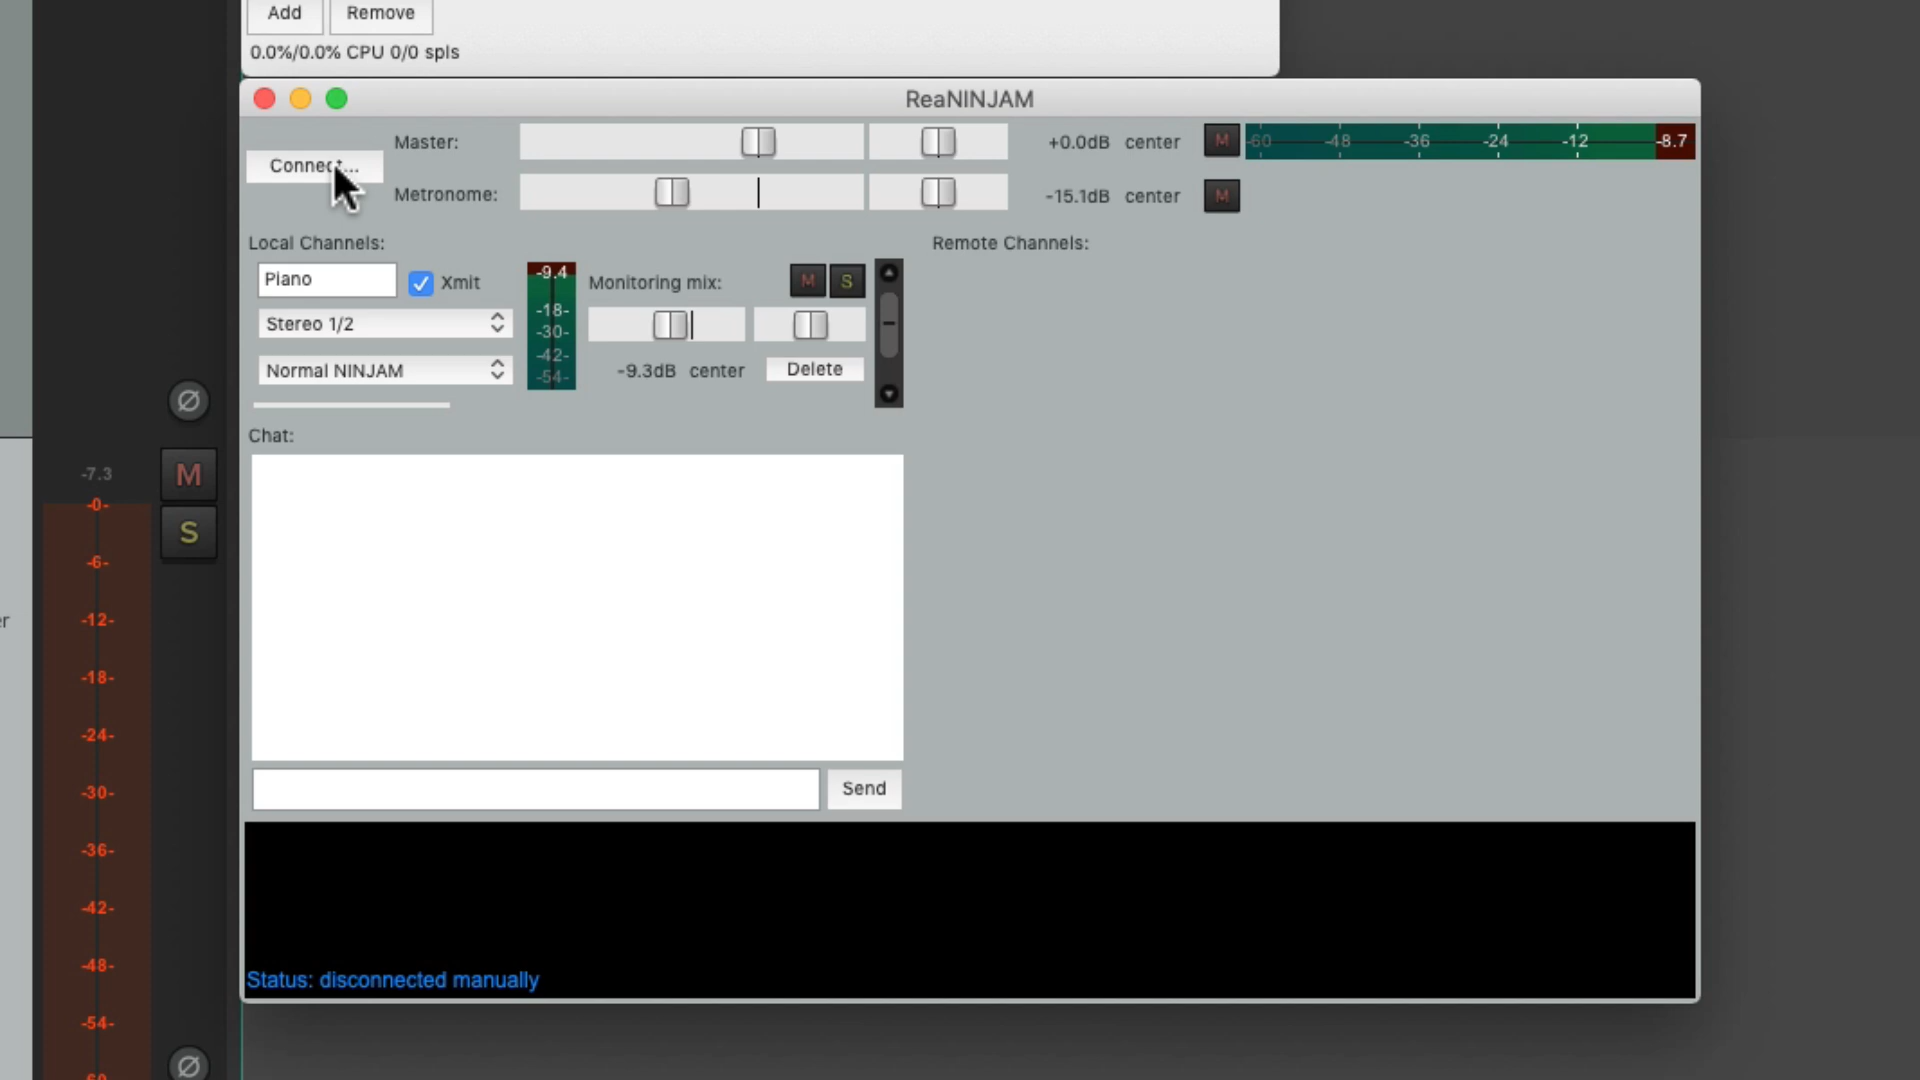 Add Remove
0.0%/0.0% CPU 0/0 spls
ReaNINJAM
Connect...
Master: +0.0dB center M -60 -48 -36 -24 -12 -8.7
Metronome: -15.1dB center M
Local Channels: Remote Channels:
Piano Xmit -9.4 Monitoring mix: M S
Stereo 1/2 -18-
-30-
Normal NINJAM -42- -9.3dB center Delete
-54-
Chat:
Send
Status: disconnected manually
Ø
-7.3 M
-0-
S
-6-
-12-
er
-18-
-24-
-30-
-36-
-42-
-48-
-54-
Ø
-60-